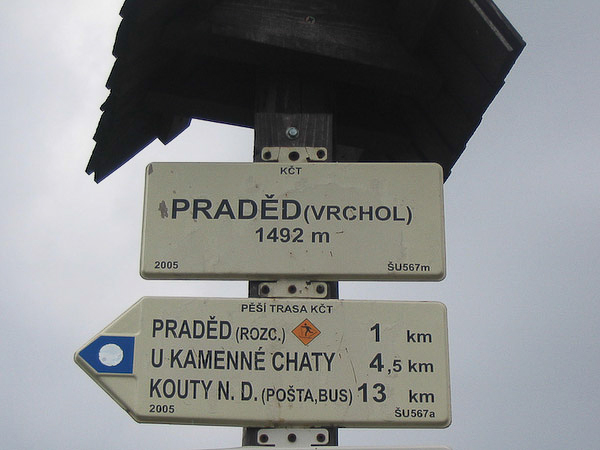 KČT
PRADĚD (VRCHOL)
1492 m
2005 ŠU567m
PĚŠÍ TRASA KČT
PRADĚD (ROZC.) 1 km
U KAMENNÉ CHATY 4,5 km
KOUTY N. D. (POŠTA,BUS) 13 km
2005 ŠU567a